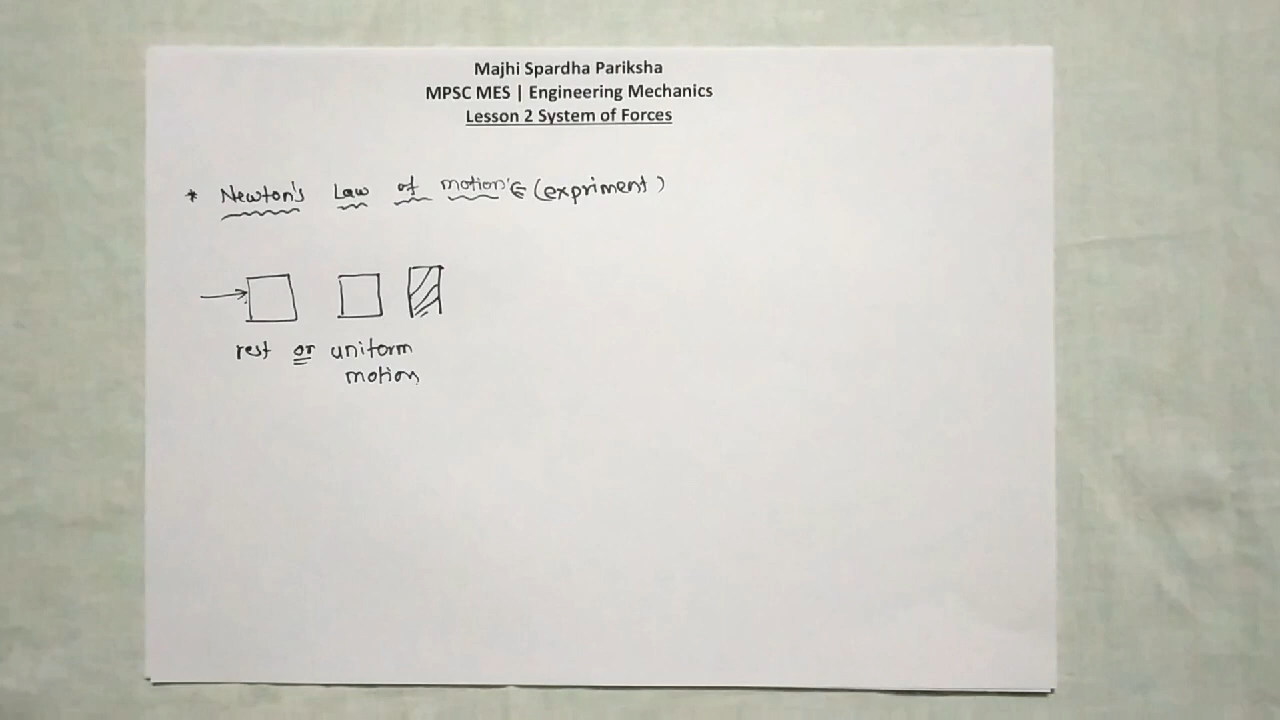 Majhi Spardha Pariksha
MPSC MES | Engineering Mechanics
Lesson 2 System of Forces
* Newton's Law of motion's (expriment)
rest or uniform
motion